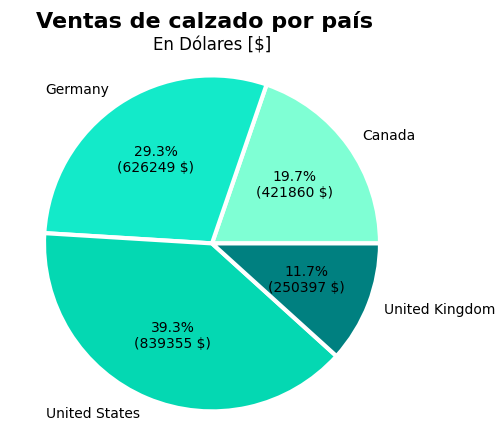 Ventas de calzado por país
En Dólares [$]
Germany
Canada
29.3%
(626249 $)
19.7%
(421860 $)
11.7%
(250397 $)
United Kingdom
39.3%
(839355 $)
United States